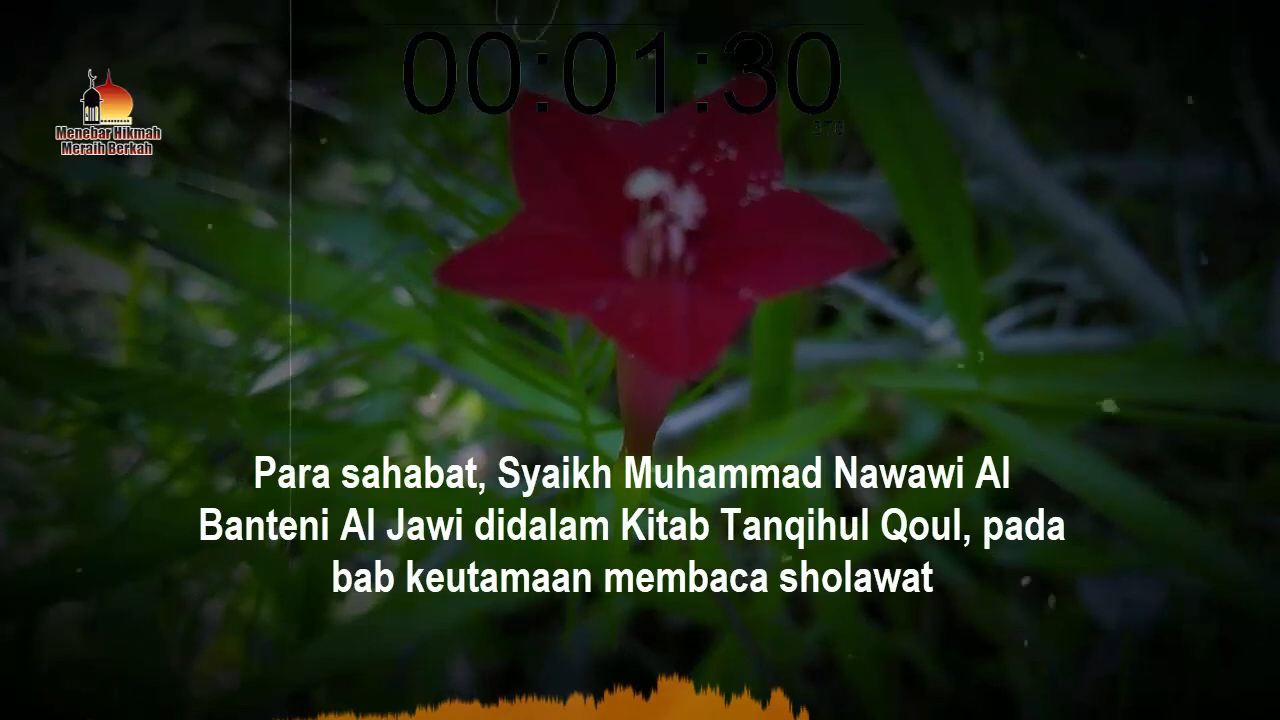 00:01:30
Menebar Hikmah
Meraih Berkah
Para sahabat, Syaikh Muhammad Nawawi Al
Banteni Al Jawi didalam Kitab Tanqihul Qoul, pada
bab keutamaan membaca sholawat